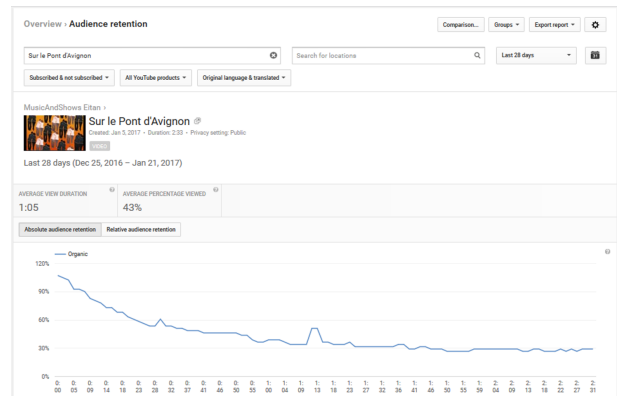 Overview › Audience retention
Comparison... Groups Export report
Sur le Pont d'Avignon Search for locations Last 28 days
Subscribed & not subscribed All YouTube products Original language & translated
MusicAndShows Eitan ›
Sur le Pont d'Avignon
Created: Jan 5, 2017 • Duration: 2:33 • Privacy setting: Public
VIDEO
Last 28 days (Dec 25, 2016 – Jan 21, 2017)
AVERAGE VIEW DURATION AVERAGE PERCENTAGE VIEWED
1:05 43%
Absolute audience retention Relative audience retention
Organic
120%
90%
60%
30%
0%
0:00 0:05 0:09 0:14 0:18 0:23 0:28 0:32 0:37 0:41 0:46 0:50 0:55 1:00 1:04 1:09 1:13 1:18 1:23 1:27 1:32 1:36 1:41 1:46 1:50 1:55 1:59 2:04 2:09 2:13 2:18 2:22 2:27 2:31